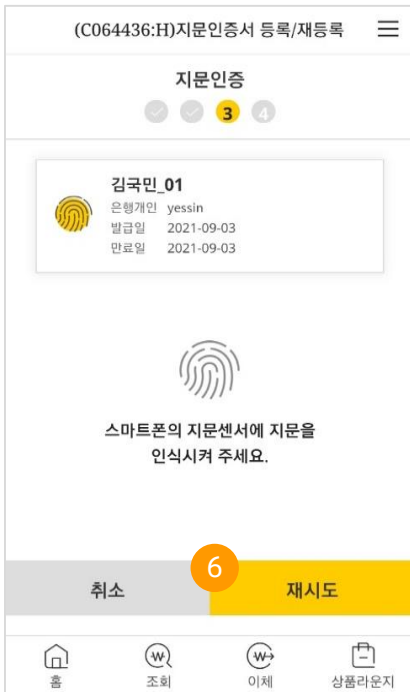 (C064436:H)지문인증서 등록/재등록
지문인증
3 4
김국민_01
은행개인 yessin
발급일 2021-09-03
만료일 2021-09-03
스마트폰의 지문센서에 지문을
인식시켜 주세요.
6
취소 재시도
홈 조회 이체 상품라운지